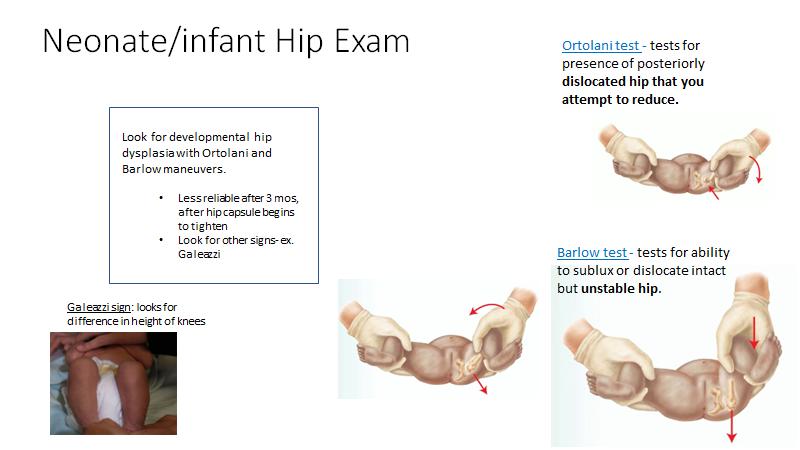 Neonate/infant Hip Exam
Look for developmental hip
dysplasia with Ortolani and
Barlow maneuvers.
• Less reliable after 3 mos,
after hip capsule begins
to tighten
• Look for other signs- ex.
Galeazzi
Galeazzi sign: looks for
difference in height of knees
Ortolani test - tests for
presence of posteriorly
dislocated hip that you
attempt to reduce.
Barlow test - tests for ability
to sublux or dislocate intact
but unstable hip.